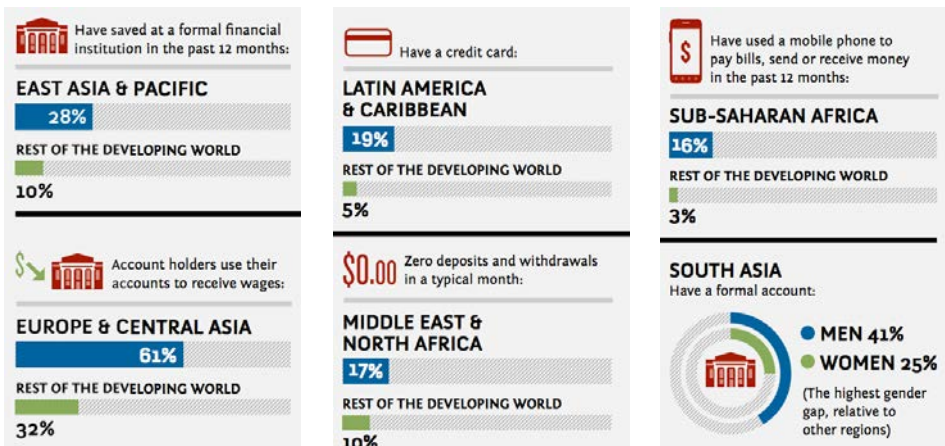 Have saved at a formal financial
institution in the past 12 months:
EAST ASIA & PACIFIC
28%
REST OF THE DEVELOPING WORLD
10%
$
Account holders use their
accounts to receive wages:
EUROPE & CENTRAL ASIA
61%
REST OF THE DEVELOPING WORLD
32%
Have a credit card:
LATIN AMERICA
& CARIBBEAN
19%
REST OF THE DEVELOPING WORLD
5%
$0.00
Zero deposits and withdrawals
in a typical month:
MIDDLE EAST &
NORTH AFRICA
17%
REST OF THE DEVELOPING WORLD
10%
$
Have used a mobile phone to
pay bills, send or receive money
in the past 12 months:
SUB-SAHARAN AFRICA
16%
REST OF THE DEVELOPING WORLD
3%
SOUTH ASIA
Have a formal account:
MEN 41%
WOMEN 25%
(The highest gender
gap, relative to
other regions)